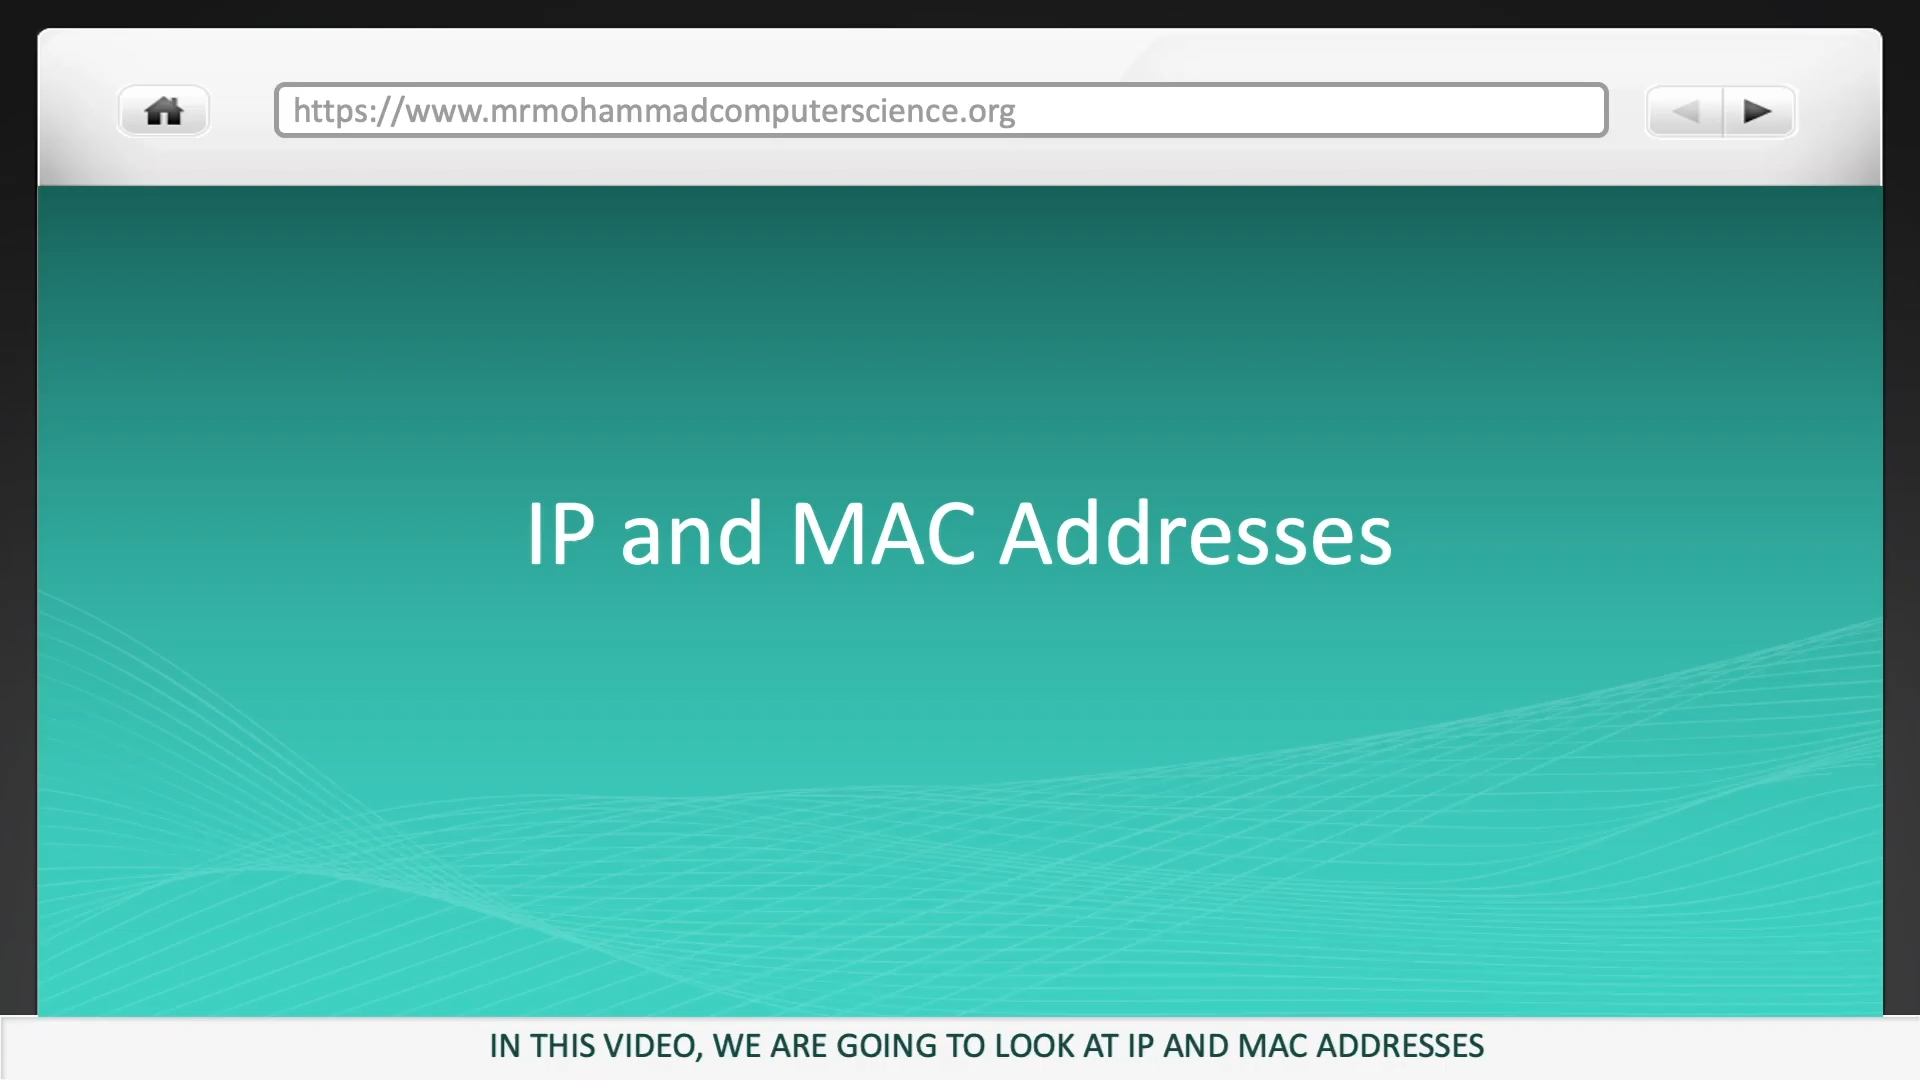 https://www.mrmohammadcomputerscience.org
IP and MAC Addresses
IN THIS VIDEO, WE ARE GOING TO LOOK AT IP AND MAC ADDRESSES